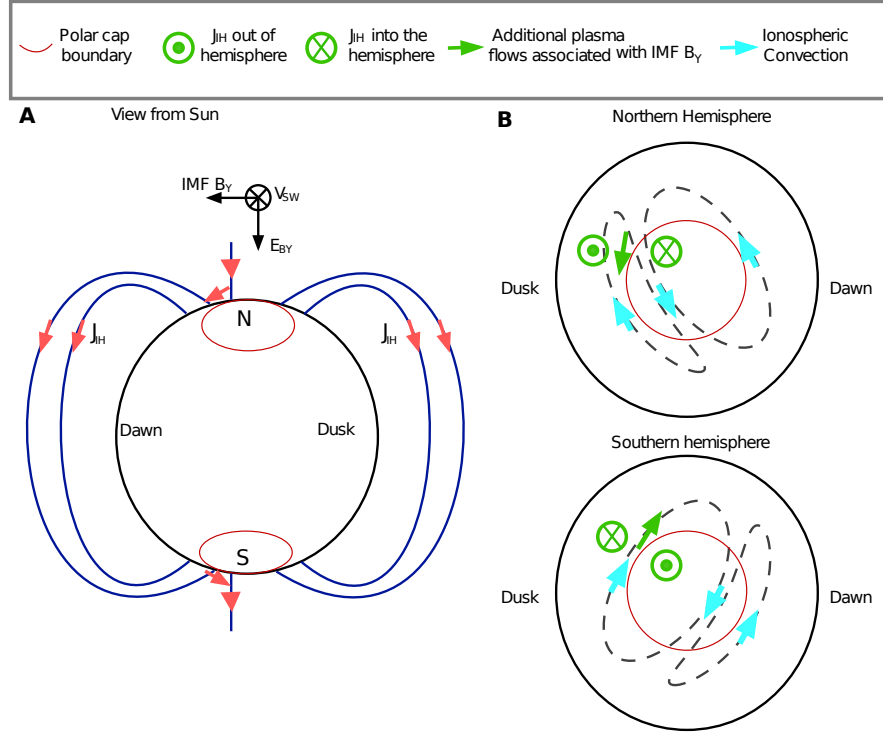 Polar cap
boundary
J_IH out of
hemisphere
J_IH into the
hemisphere
Additional plasma
flows associated with IMF B_Y
Ionospheric
Convection
A
View from Sun
IMF B_Y
V_SW
E_BY
N
J_IH
J_IH
Dawn
Dusk
S
B
Northern Hemisphere
Dusk
Dawn
Southern hemisphere
Dusk
Dawn